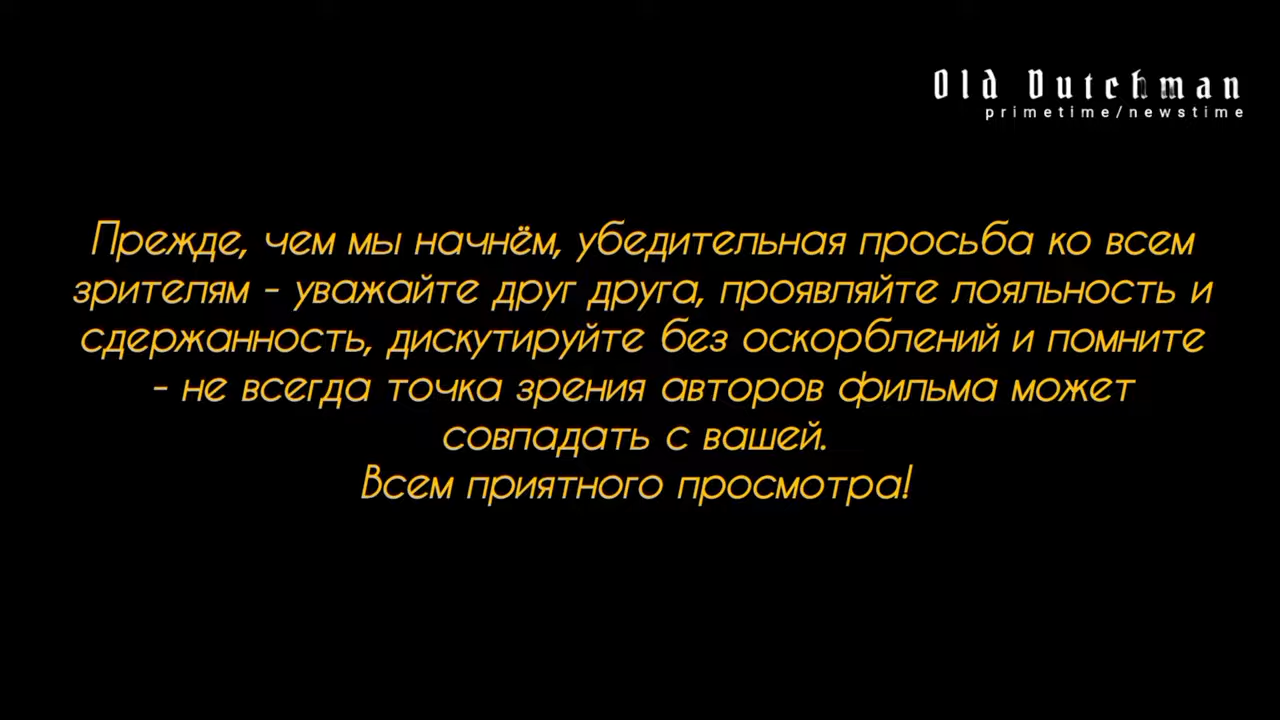 Old Dutchman
primetime/newstime
Прежде, чем мы начнём, убедительная просьба ко всем
зрителям - уважайте друг друга, проявляйте лояльность и
сдержанность, дискутируйте без оскорблений и помните
- не всегда точка зрения авторов фильма может
совпадать с вашей.
Всем приятного просмотра!